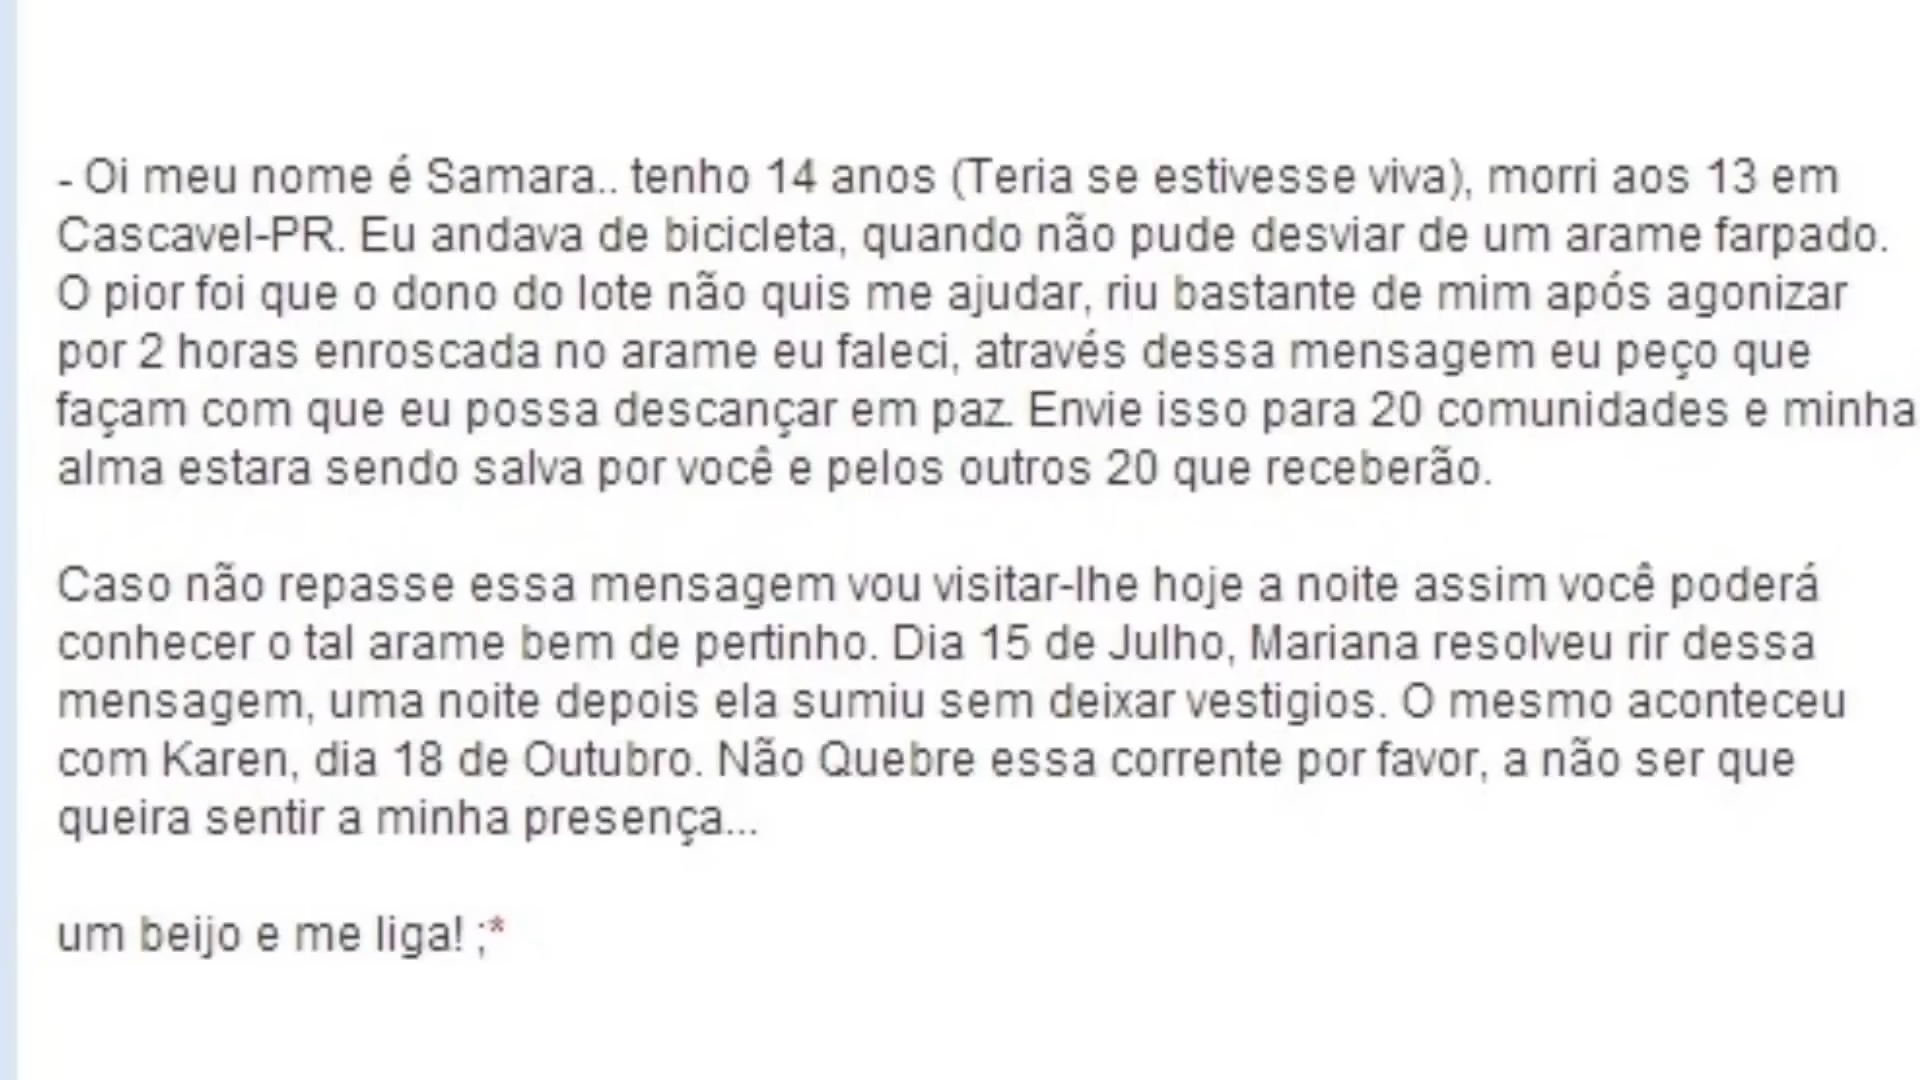 - Oi meu nome é Samara.. tenho 14 anos (Teria se estivesse viva), morri aos 13 em
Cascavel-PR. Eu andava de bicicleta, quando não pude desviar de um arame farpado.
O pior foi que o dono do lote não quis me ajudar, riu bastante de mim após agonizar
por 2 horas enroscada no arame eu faleci, através dessa mensagem eu peço que
façam com que eu possa descançar em paz. Envie isso para 20 comunidades e minha
alma estara sendo salva por você e pelos outros 20 que receberão.
Caso não repasse essa mensagem vou visitar-lhe hoje a noite assim você poderá
conhecer o tal arame bem de pertinho. Dia 15 de Julho, Mariana resolveu rir dessa
mensagem, uma noite depois ela sumiu sem deixar vestigios. O mesmo aconteceu
com Karen, dia 18 de Outubro. Não Quebre essa corrente por favor, a não ser que
queira sentir a minha presença...
um beijo e me liga! ;*